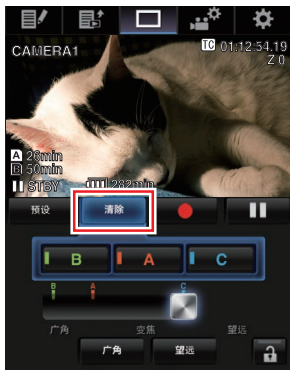 CAMERA1
TC 01:12:54.19
Z 0
A 26min
B 50min
STBY 282min
预设 清除
B A C
B A C
广角 变焦 望远
广角 望远